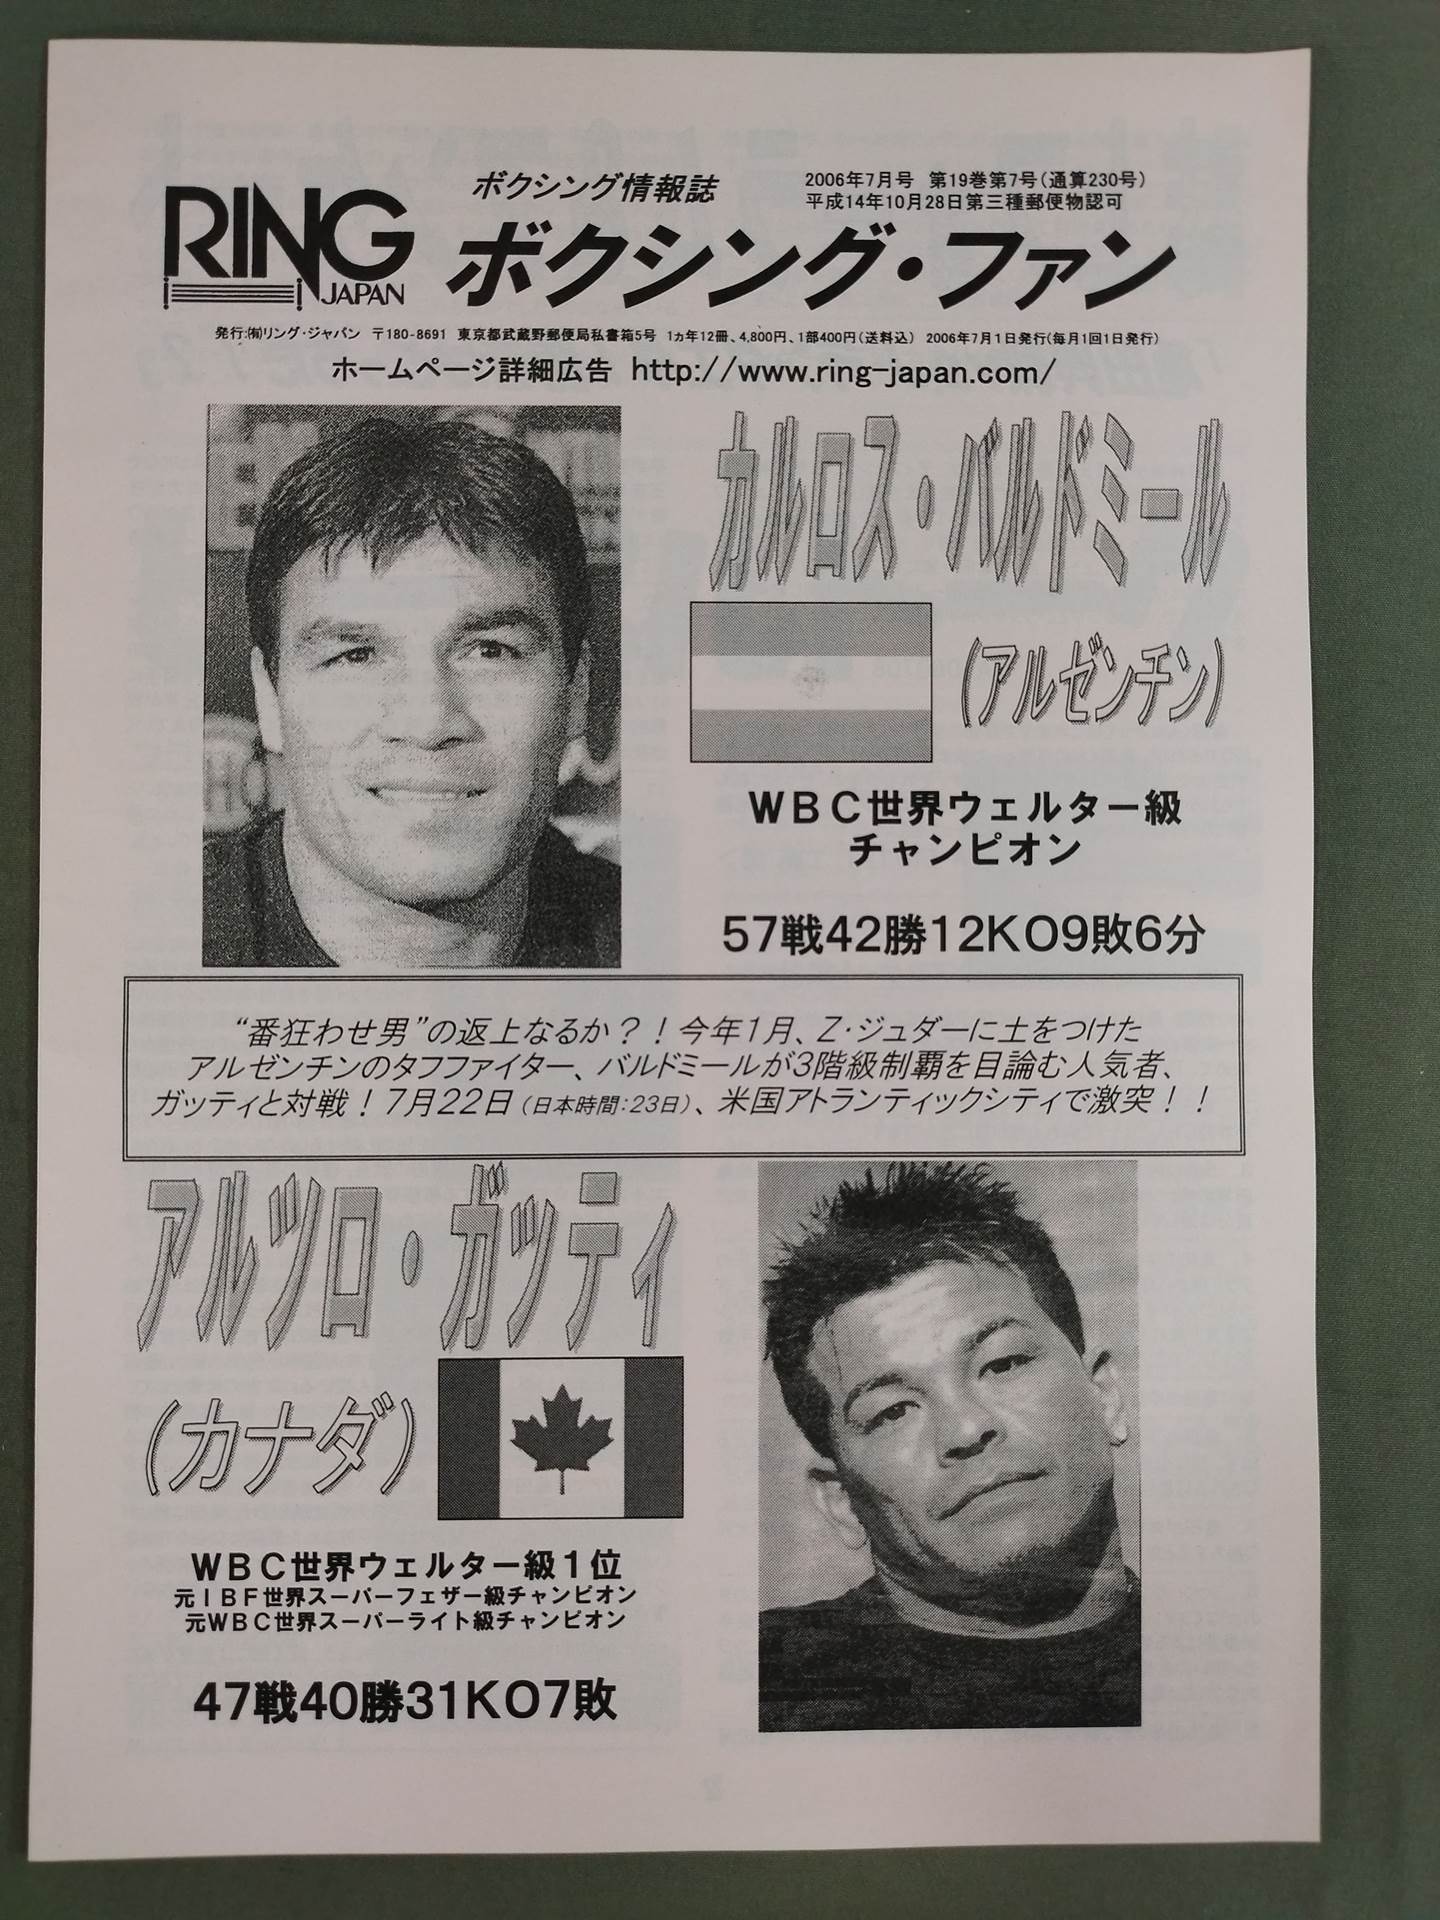 RING
JAPAN
ボクシング情報誌
2006年7月号 第19巻第7号(通算230号)
平成14年10月28日第三種郵便物認可
ボクシング・ファン
発行:㈲リング・ジャパン 〒180-8691 東京都武蔵野郵便局私書箱5号 1ヵ年12冊、4,800円、1部400円(送料込) 2006年7月1日発行(毎月1回1日発行)
ホームページ詳細広告 http://www.ring-japan.com/
カルロス・バルドミール
(アルゼンチン)
WBC世界ウェルター級
チャンピオン
57戦42勝12KO9敗6分
“番狂わせ男”の返上なるか?!今年1月、Z・ジュダーに土をつけた
アルゼンチンのタフファイター、バルドミールが3階級制覇を目論む人気者、
ガッティと対戦!7月22日(日本時間:23日)、米国アトランティックシティで激突!!
アルツロ・ガッティ
(カナダ)
WBC世界ウェルター級1位
元IBF世界スーパーフェザー級チャンピオン
元WBC世界スーパーライト級チャンピオン
47戦40勝31KO7敗